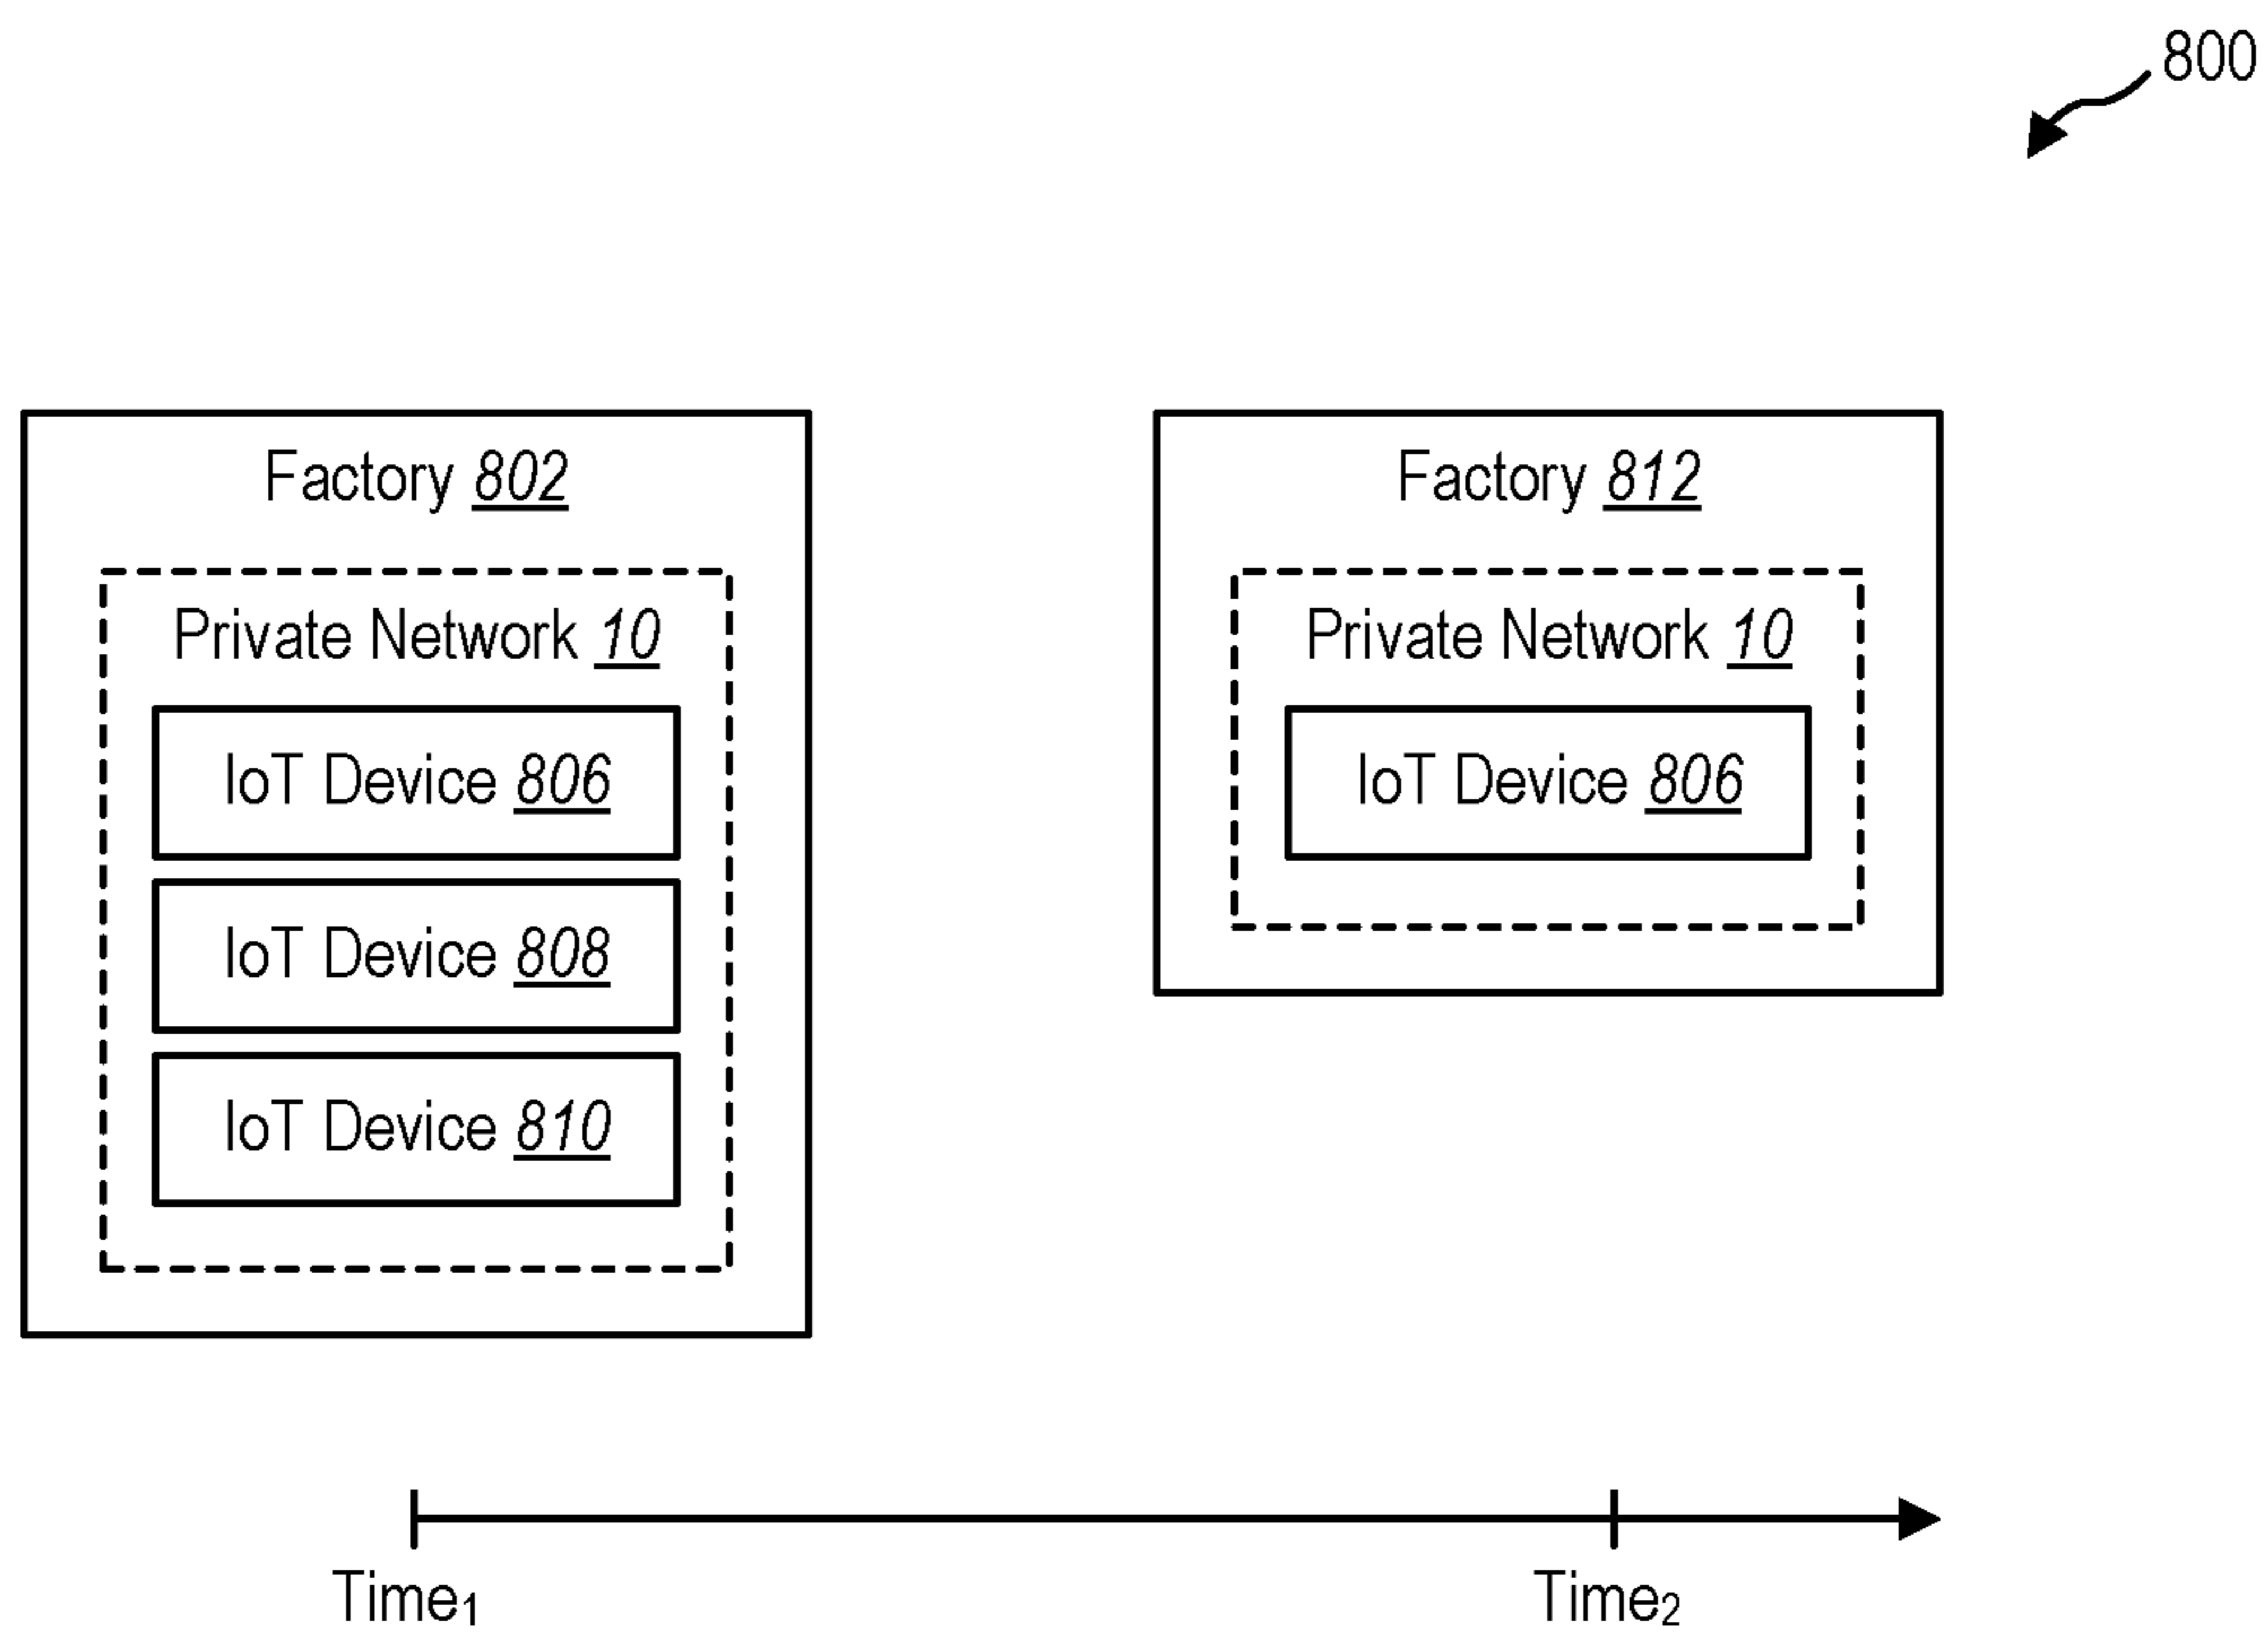 800
Factory 802
Private Network 10
IoT Device 806
IoT Device 808
IoT Device 810
Factory 812
Private Network 10
IoT Device 806
Time1
Time2